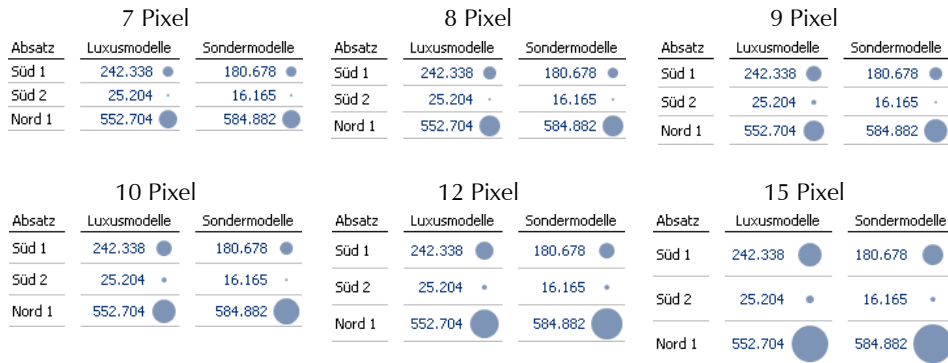 7 Pixel
Absatz Luxusmodelle Sondermodelle
Süd 1 242.338 180.678
Süd 2 25.204 16.165
Nord 1 552.704 584.882
8 Pixel
Absatz Luxusmodelle Sondermodelle
Süd 1 242.338 180.678
Süd 2 25.204 16.165
Nord 1 552.704 584.882
9 Pixel
Absatz Luxusmodelle Sondermodelle
Süd 1 242.338 180.678
Süd 2 25.204 16.165
Nord 1 552.704 584.882
10 Pixel
Absatz Luxusmodelle Sondermodelle
Süd 1 242.338 180.678
Süd 2 25.204 16.165
Nord 1 552.704 584.882
12 Pixel
Absatz Luxusmodelle Sondermodelle
Süd 1 242.338 180.678
Süd 2 25.204 16.165
Nord 1 552.704 584.882
15 Pixel
Absatz Luxusmodelle Sondermodelle
Süd 1 242.338 180.678
Süd 2 25.204 16.165
Nord 1 552.704 584.882